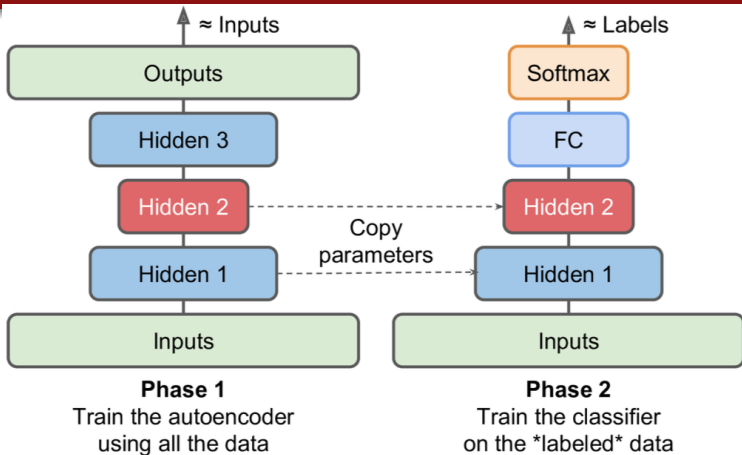 ≈ Inputs
Outputs
Hidden 3
Hidden 2
Hidden 1
Inputs
Copy
parameters
≈ Labels
Softmax
FC
Hidden 2
Hidden 1
Inputs
Phase 1
Train the autoencoder
using all the data
Phase 2
Train the classifier
on the *labeled* data